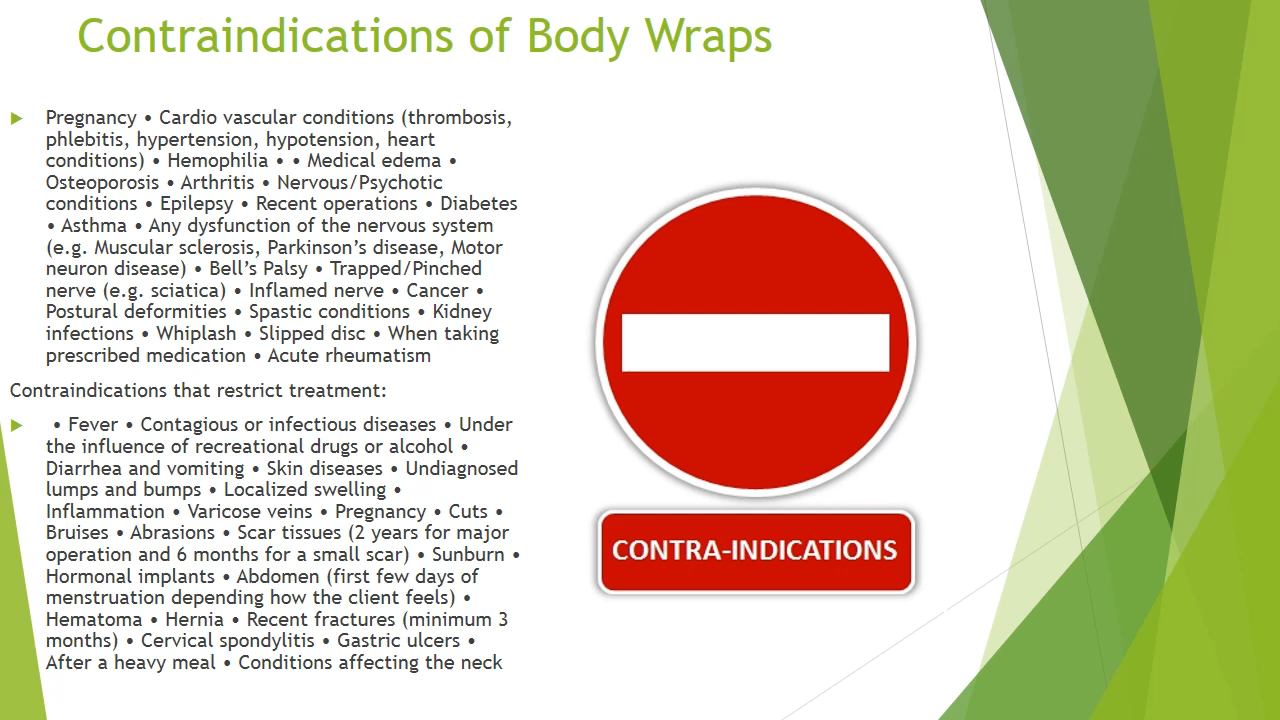 Contraindications of Body Wraps
Pregnancy • Cardio vascular conditions (thrombosis,
phlebitis, hypertension, hypotension, heart
conditions) • Hemophilia • • Medical edema •
Osteoporosis • Arthritis • Nervous/Psychotic
conditions • Epilepsy • Recent operations • Diabetes
• Asthma • Any dysfunction of the nervous system
(e.g. Muscular sclerosis, Parkinson’s disease, Motor
neuron disease) • Bell’s Palsy • Trapped/Pinched
nerve (e.g. sciatica) • Inflamed nerve • Cancer •
Postural deformities • Spastic conditions • Kidney
infections • Whiplash • Slipped disc • When taking
prescribed medication • Acute rheumatism
Contraindications that restrict treatment:
• Fever • Contagious or infectious diseases • Under
the influence of recreational drugs or alcohol •
Diarrhea and vomiting • Skin diseases • Undiagnosed
lumps and bumps • Localized swelling •
Inflammation • Varicose veins • Pregnancy • Cuts •
Bruises • Abrasions • Scar tissues (2 years for major
operation and 6 months for a small scar) • Sunburn •
Hormonal implants • Abdomen (first few days of
menstruation depending how the client feels) •
Hematoma • Hernia • Recent fractures (minimum 3
months) • Cervical spondylitis • Gastric ulcers •
After a heavy meal • Conditions affecting the neck
CONTRA-INDICATIONS